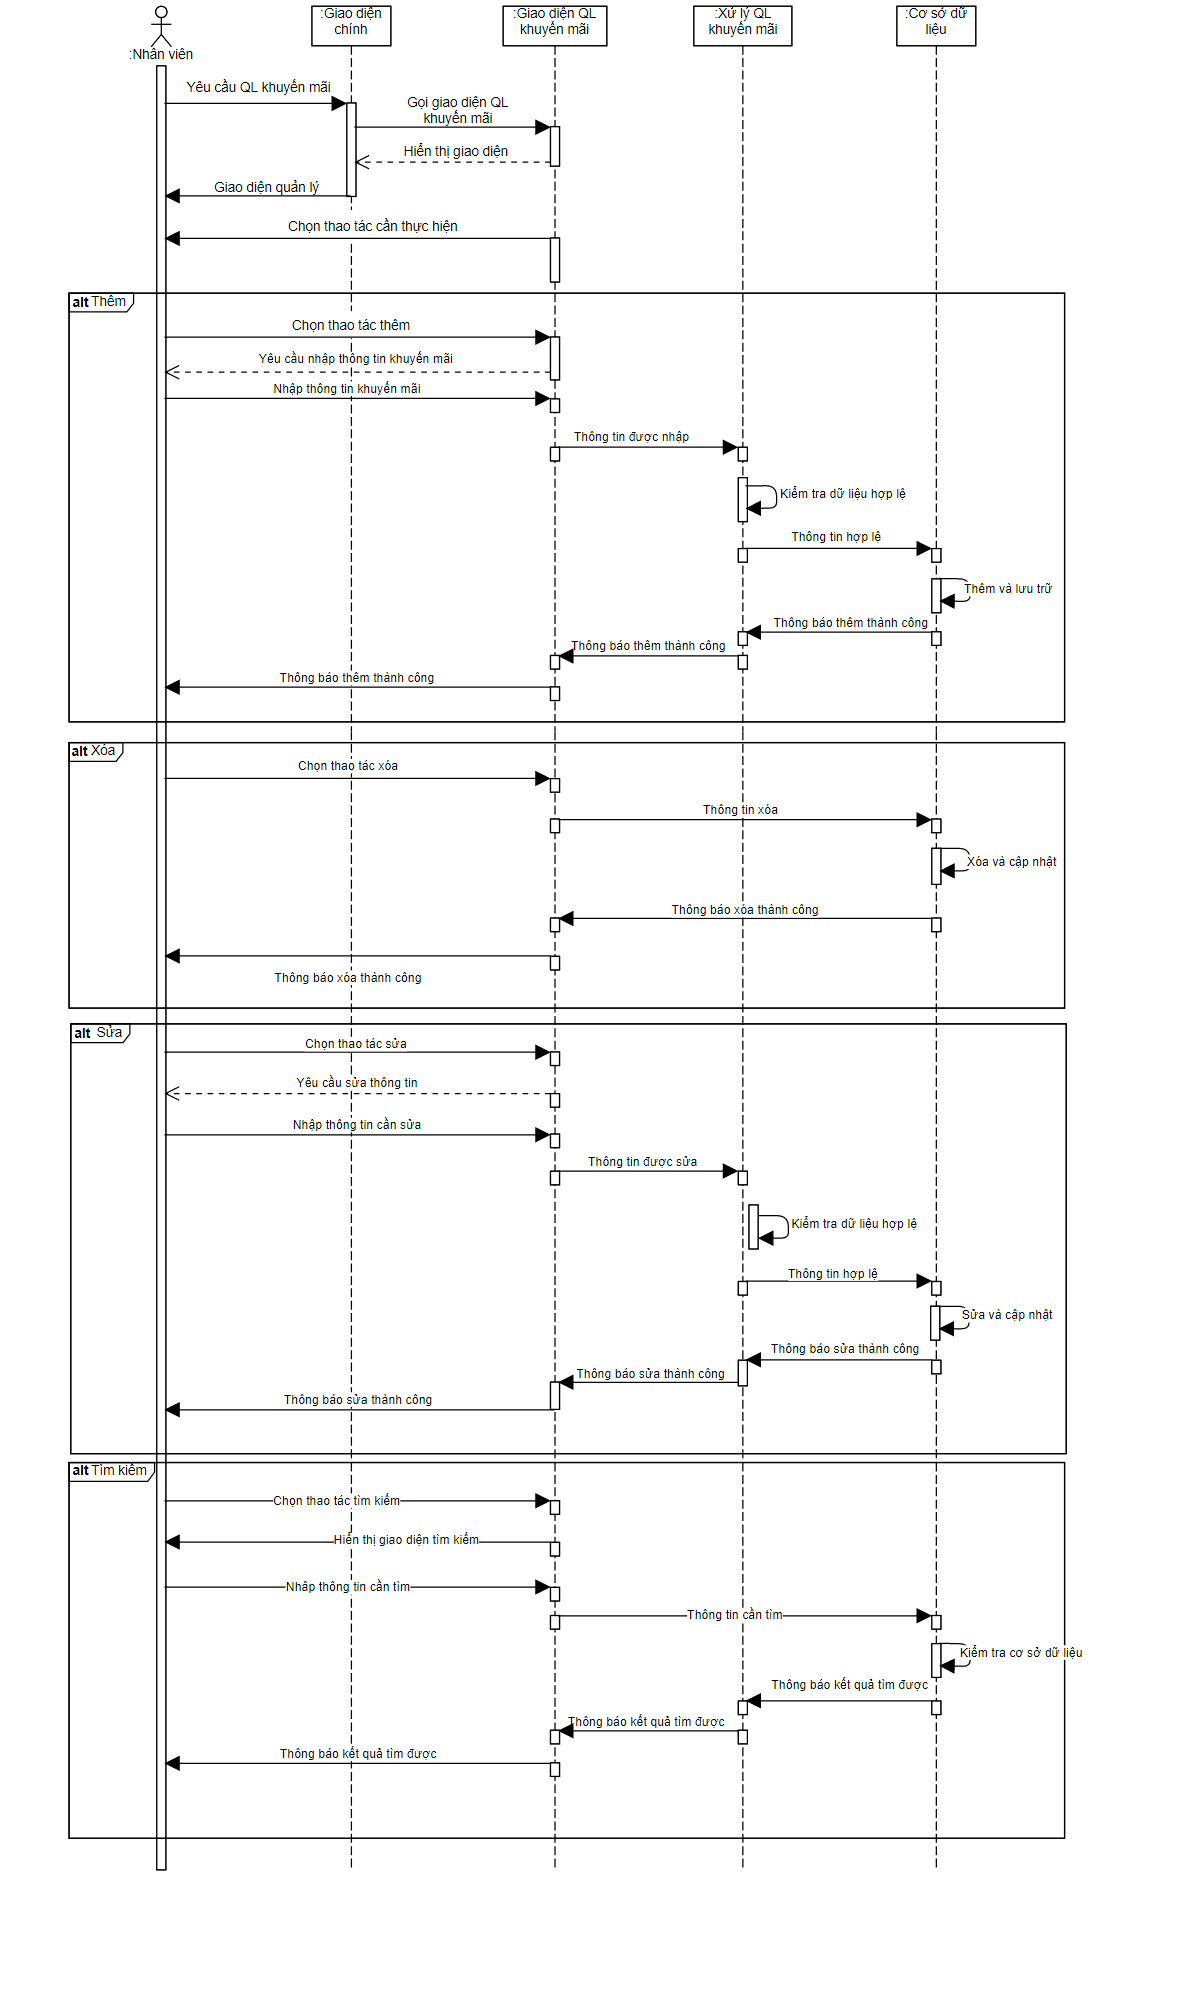 :Nhân viên
:Giao diện
chính
:Giao diện QL
khuyến mãi
:Xử lý QL
khuyến mãi
:Cơ sở dữ
liệu
Yêu cầu QL khuyến mãi
Gọi giao diện QL
khuyến mãi
Hiển thị giao diện
Giao diện quản lý
Chọn thao tác cần thực hiện
alt Thêm
Chọn thao tác thêm
Yêu cầu nhập thông tin khuyến mãi
Nhập thông tin khuyến mãi
Thông tin được nhập
Kiểm tra dữ liệu hợp lệ
Thông tin hợp lệ
Thêm và lưu trữ
Thông báo thêm thành công
Thông báo thêm thành công
Thông báo thêm thành công
alt Xóa
Chọn thao tác xóa
Thông tin xóa
Xóa và cập nhật
Thông báo xóa thành công
Thông báo xóa thành công
alt Sửa
Chọn thao tác sửa
Yêu cầu sửa thông tin
Nhập thông tin cần sửa
Thông tin được sửa
Kiểm tra dữ liệu hợp lệ
Thông tin hợp lệ
Sửa và cập nhật
Thông báo sửa thành công
Thông báo sửa thành công
Thông báo sửa thành công
alt Tìm kiếm
Chọn thao tác tìm kiếm
Hiển thị giao diện tìm kiếm
Nhâp thông tin cần tìm
Thông tin cần tìm
Kiểm tra cơ sở dữ liệu
Thông báo kết quả tìm được
Thông báo kết quả tìm được
Thông báo kết quả tìm được